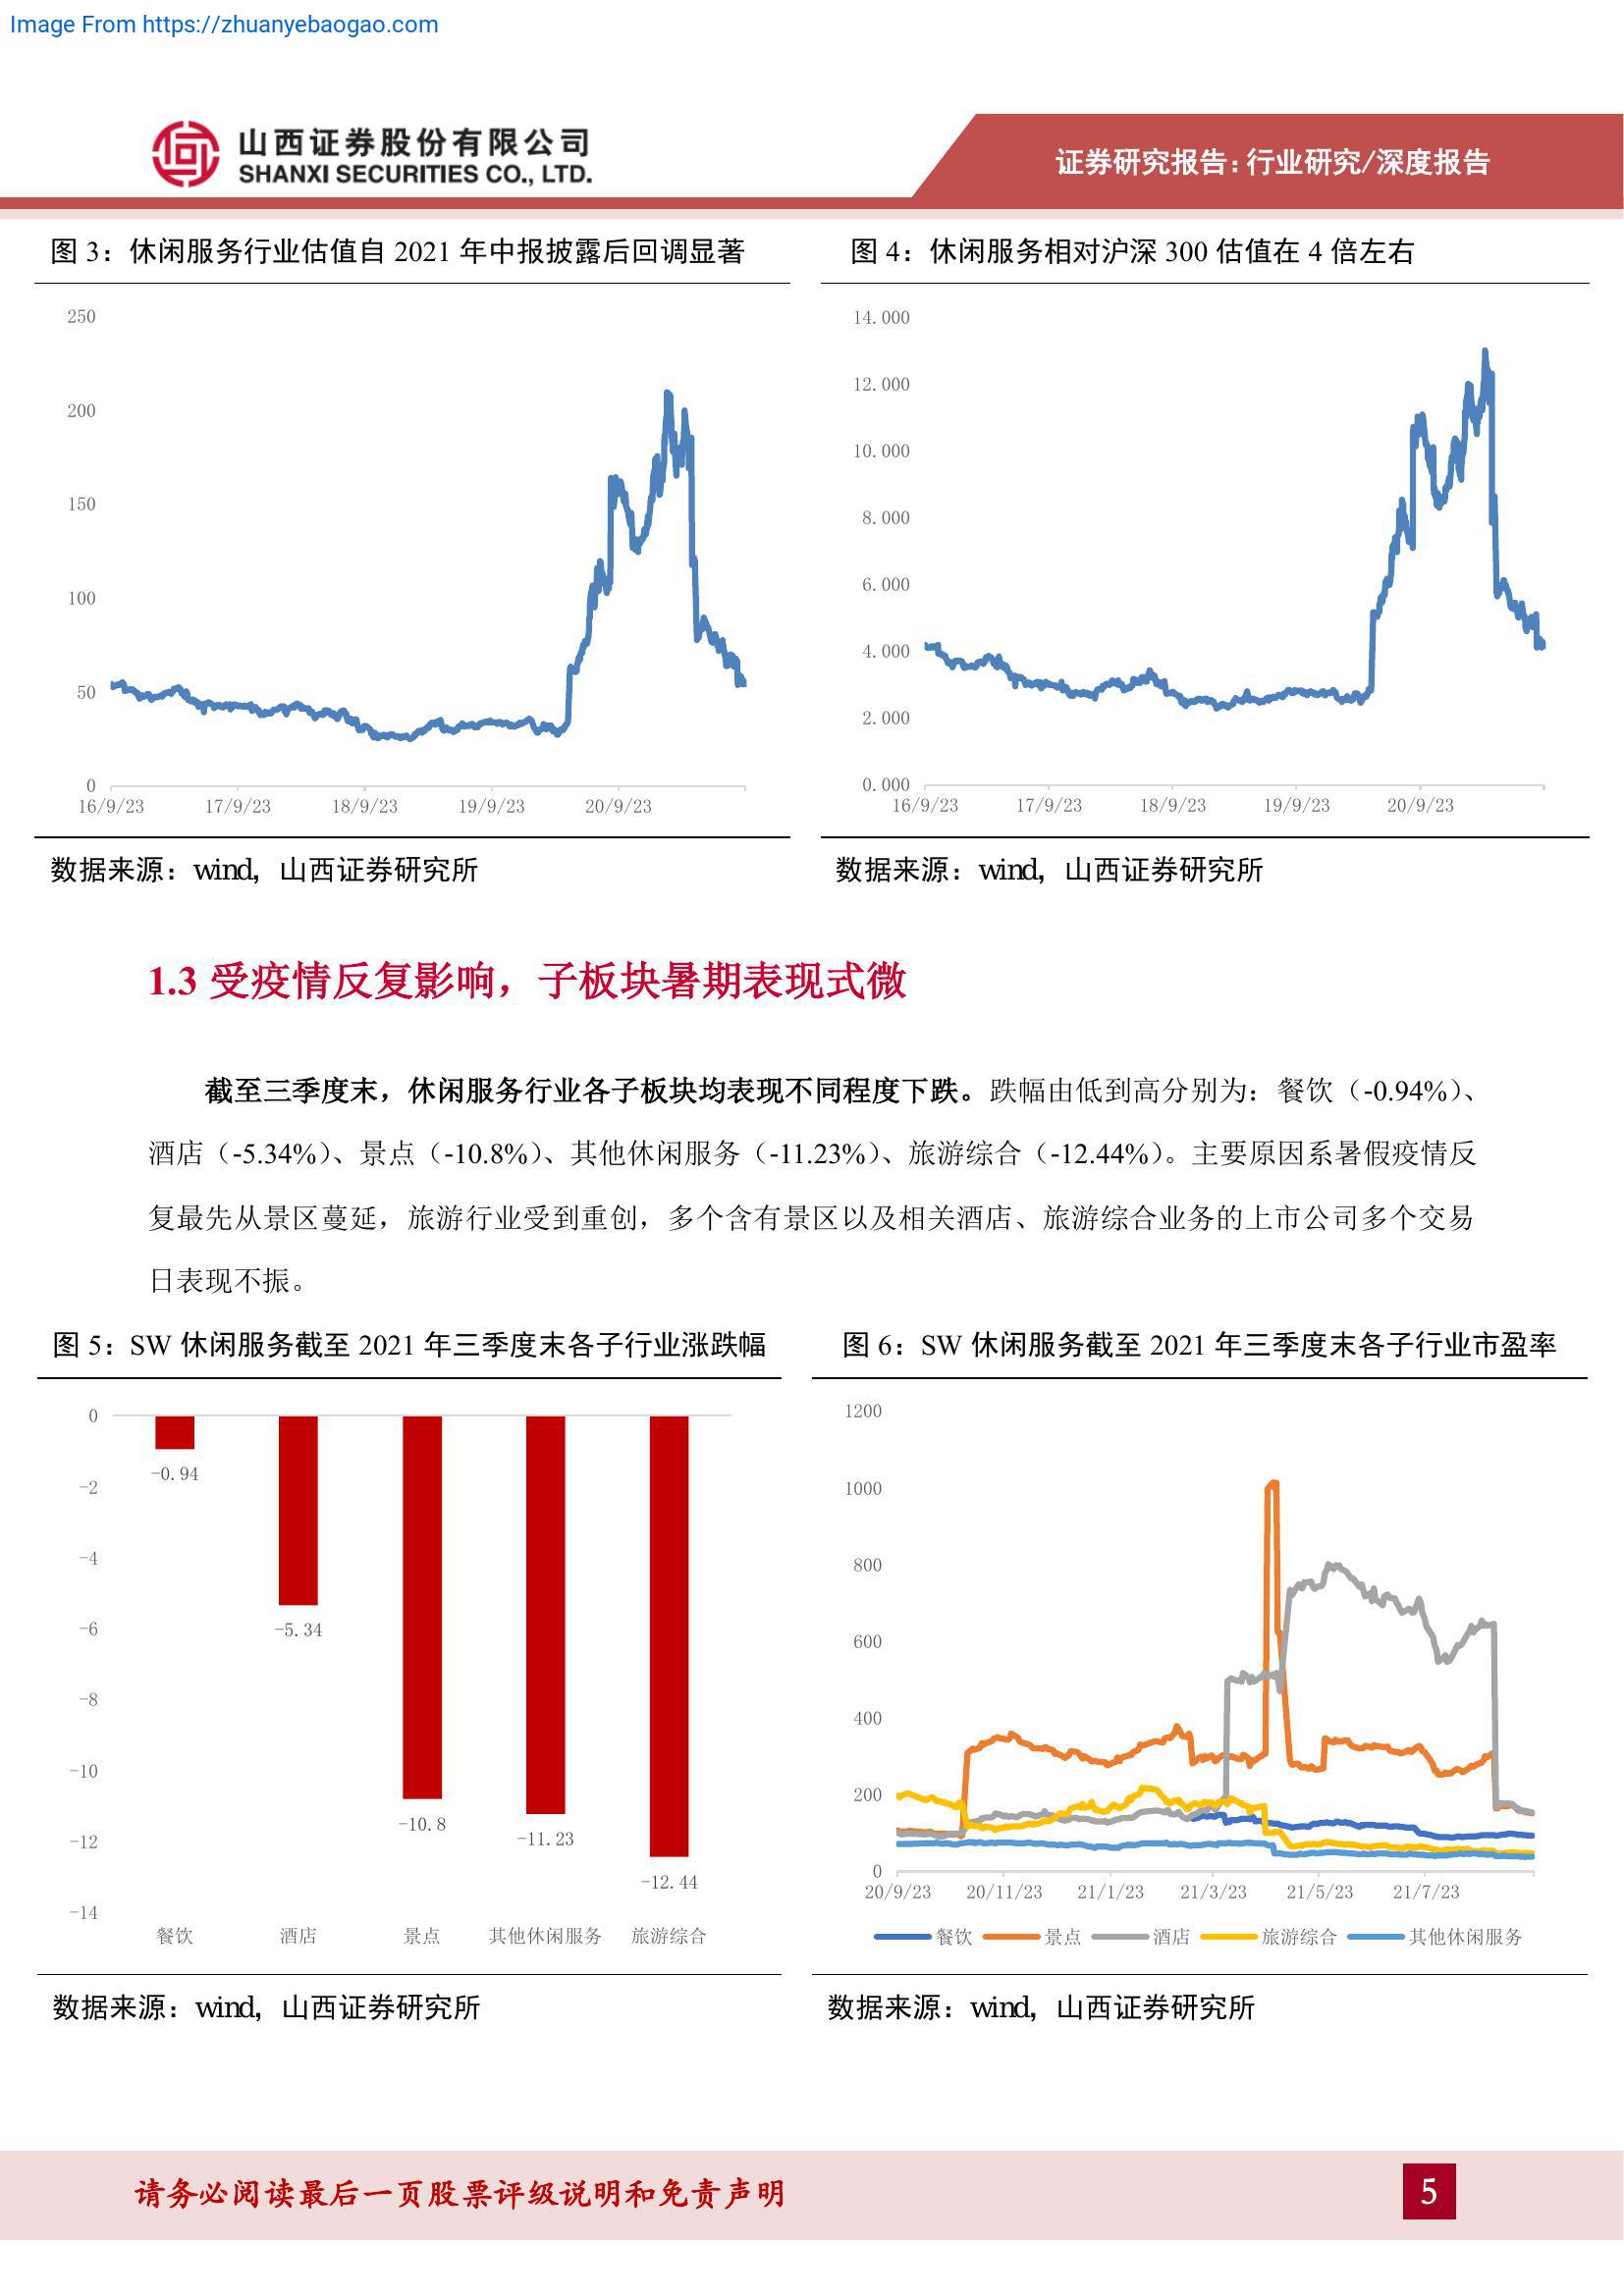 Image From https://zhuanyebaogao.com
山西证券股份有限公司
SHANXI SECURITIES CO., LTD.
证券研究报告：行业研究/深度报告
图 3：休闲服务行业估值自 2021 年中报披露后回调显著
250
200
150
100
50
0
16/9/23 17/9/23 18/9/23 19/9/23 20/9/23
数据来源：wind，山西证券研究所
图 4：休闲服务相对沪深 300 估值在 4 倍左右
14.000
12.000
10.000
8.000
6.000
4.000
2.000
0.000
16/9/23 17/9/23 18/9/23 19/9/23 20/9/23
数据来源：wind，山西证券研究所
1.3 受疫情反复影响，子板块暑期表现式微
截至三季度末，休闲服务行业各子板块均表现不同程度下跌。跌幅由低到高分别为：餐饮（-0.94%）、
酒店（-5.34%）、景点（-10.8%）、其他休闲服务（-11.23%）、旅游综合（-12.44%）。主要原因系暑假疫情反
复最先从景区蔓延，旅游行业受到重创，多个含有景区以及相关酒店、旅游综合业务的上市公司多个交易
日表现不振。
图 5：SW 休闲服务截至 2021 年三季度末各子行业涨跌幅
0
-2
-4
-6
-8
-10
-12
-14
-0.94
-5.34
-10.8
-11.23
-12.44
餐饮 酒店 景点 其他休闲服务 旅游综合
数据来源：wind，山西证券研究所
图 6：SW 休闲服务截至 2021 年三季度末各子行业市盈率
1200
1000
800
600
400
200
0
20/9/23 20/11/23 21/1/23 21/3/23 21/5/23 21/7/23
餐饮 景点 酒店 旅游综合 其他休闲服务
数据来源：wind，山西证券研究所
请务必阅读最后一页股票评级说明和免责声明
5